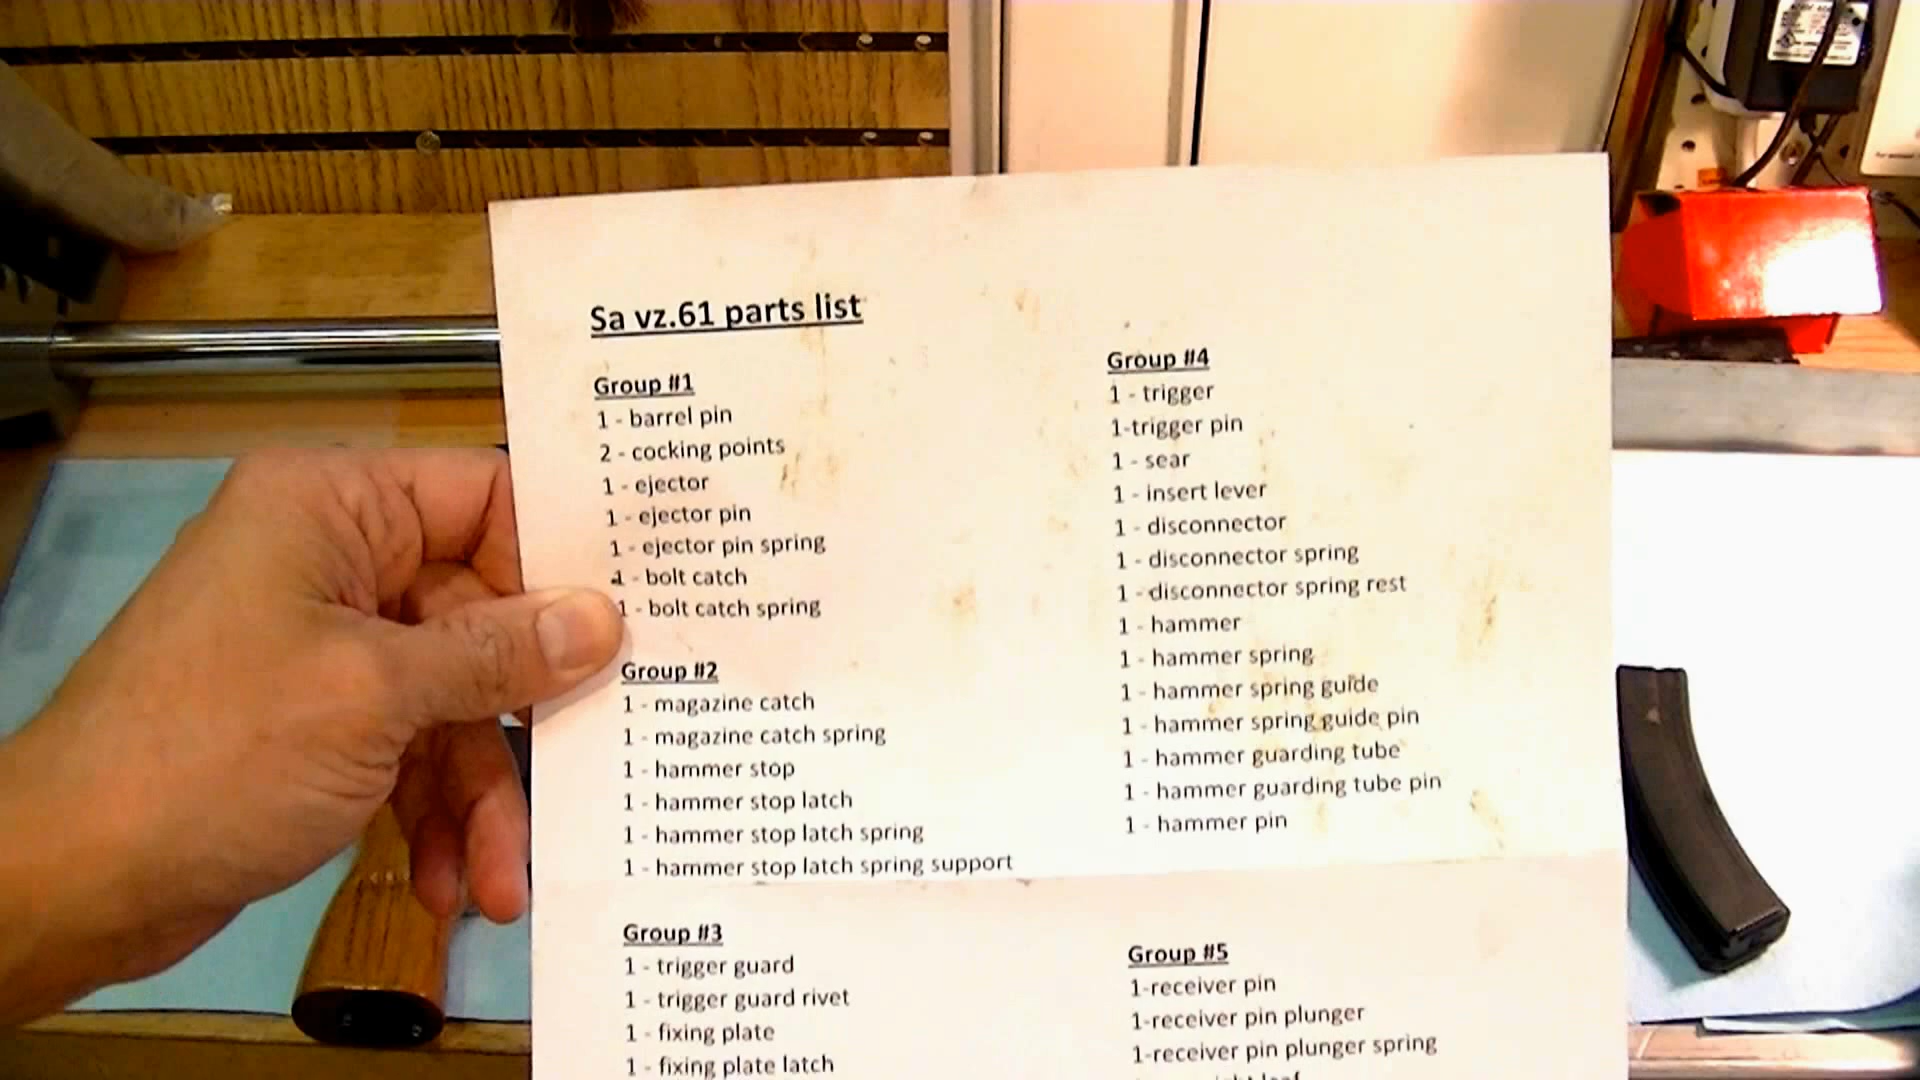 Sa vz.61 parts list
Group #1
1 - barrel pin
2 - cocking points
1 - ejector
1 - ejector pin
1 - ejector pin spring
1 - bolt catch
1 - bolt catch spring
Group #2
1 - magazine catch
1 - magazine catch spring
1 - hammer stop
1 - hammer stop latch
1 - hammer stop latch spring
1 - hammer stop latch spring support
Group #3
1 - trigger guard
1 - trigger guard rivet
1 - fixing plate
1 - fixing plate latch
Group #4
1 - trigger
1-trigger pin
1 - sear
1 - insert lever
1 - disconnector
1 - disconnector spring
1 - disconnector spring rest
1 - hammer
1 - hammer spring
1 - hammer spring guide
1 - hammer spring guide pin
1 - hammer guarding tube
1 - hammer guarding tube pin
1 - hammer pin
Group #5
1-receiver pin
1-receiver pin plunger
1-receiver pin plunger spring